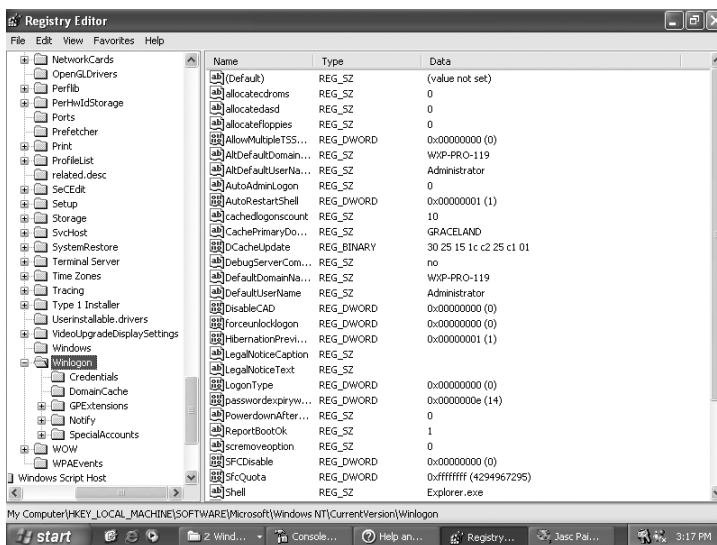 Registry Editor
File Edit View Favorites Help
NetworkCards
OpenGLDrivers
Perflib
PerHwIdStorage
Ports
Prefetcher
Print
ProfileList
related.desc
SeCEdit
Setup
Storage
SvcHost
SystemRestore
Terminal Server
Time Zones
Tracing
Type 1 Installer
Userinstallable.drivers
VideoUpgradeDisplaySettings
Windows
Winlogon
Credentials
DomainCache
GPExtensions
Notify
SpecialAccounts
WOW
WPAEvents
Windows Script Host
Name Type Data
(Default) REG_SZ (value not set)
allocatecdroms REG_SZ 0
allocatedasd REG_SZ 0
allocatefloppies REG_SZ 0
AllowMultipleTSS... REG_DWORD 0x00000000 (0)
AltDefaultDomain... REG_SZ WXP-PRO-119
AltDefaultUserNa... REG_SZ Administrator
AutoAdminLogon REG_SZ 0
AutoRestartShell REG_DWORD 0x00000001 (1)
cachedlogonscount REG_SZ 10
CachePrimaryDo... REG_SZ GRACELAND
DCacheUpdate REG_BINARY 30 25 15 1c c2 25 c1 01
DebugServerCom... REG_SZ no
DefaultDomainNa... REG_SZ WXP-PRO-119
DefaultUserName REG_SZ Administrator
DisableCAD REG_DWORD 0x00000000 (0)
forceunlocklogon REG_DWORD 0x00000000 (0)
HibernationPrevi... REG_DWORD 0x00000001 (1)
LegalNoticeCaption REG_SZ
LegalNoticeText REG_SZ
LogonType REG_DWORD 0x00000000 (0)
passwordexpiryw... REG_DWORD 0x0000000e (14)
PowerdownAfter... REG_SZ 0
ReportBootOk REG_SZ 1
scremoveoption REG_SZ 0
SFCDisable REG_DWORD 0x00000000 (0)
SfcQuota REG_DWORD 0xffffffff (4294967295)
Shell REG_SZ Explorer.exe
My Computer\HKEY_LOCAL_MACHINE\SOFTWARE\Microsoft\Windows NT\CurrentVersion\Winlogon
start 2 Wind... Console... Help an... Registry... Jasc Pai... 3:17 PM